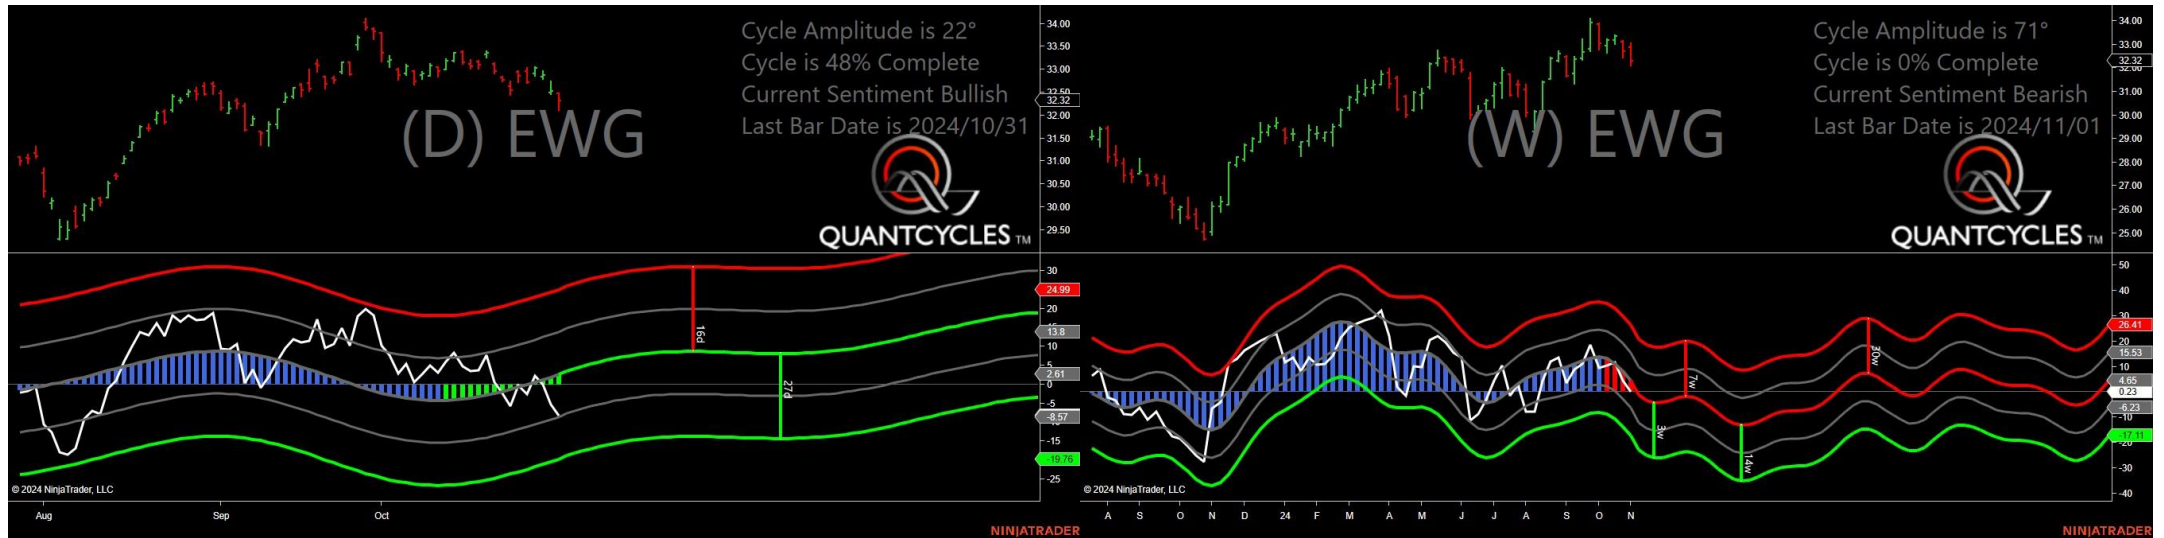 Cycle Amplitude is 22°
Cycle is 48% Complete
Current Sentiment Bullish
Last Bar Date is 2024/10/31
(D) EWG
QUANTCYCLES TM
34.00
33.50
33.00
32.50
32.32
32.00
31.50
31.00
30.50
30.00
29.50
30
24.99
20
13.8
10
5
2.61
0
-5
-8.57
-15
-19.76
-25
16d
27d
© 2024 NinjaTrader, LLC
Aug
Sep
Oct
NINJATRADER
Cycle Amplitude is 71°
Cycle is 0% Complete
Current Sentiment Bearish
Last Bar Date is 2024/11/01
(W) EWG
QUANTCYCLES TM
34.00
33.00
32.32
31.00
30.00
29.00
28.00
27.00
26.00
25.00
50
40
30
26.41
20
15.53
10
4.65
0.23
-6.23
-10
-17.11
-20
-30
-40
7w
3w
14w
30w
© 2024 NinjaTrader, LLC
A S O N D 24 F M A M J J A S O N
NINJATRADER